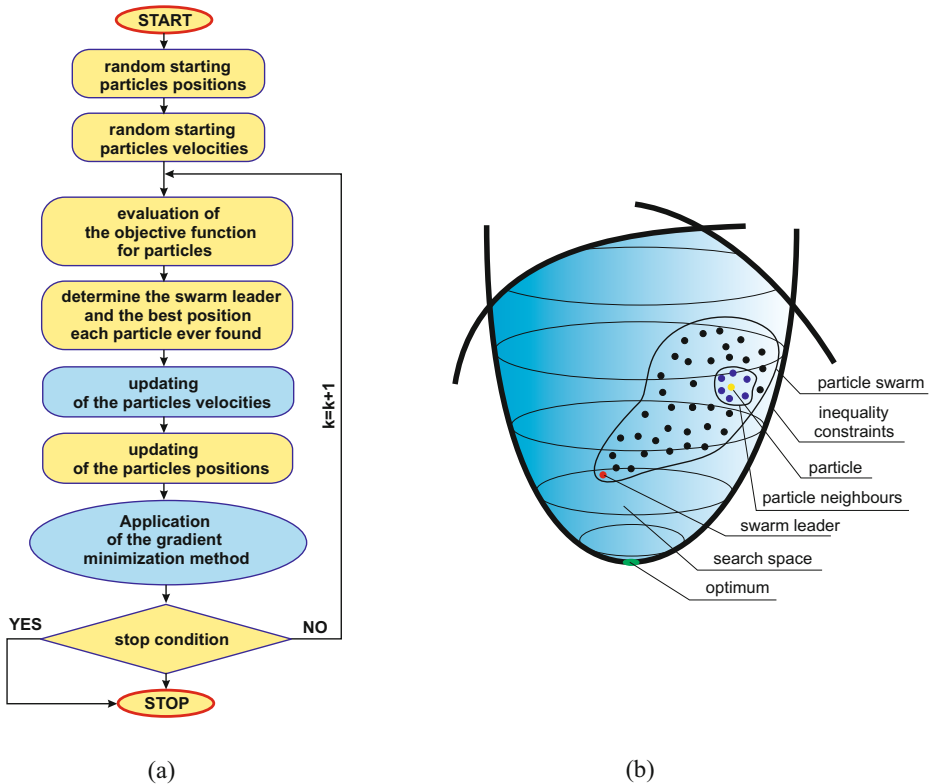 START
random starting
particles positions
random starting
particles velocities
evaluation of
the objective function
for particles
determine the swarm leader
and the best position
each particle ever found
updating
of the particles velocities
k=k+1
updating
of the particles positions
Application
of the gradient
minimization method
YES
NO
stop condition
STOP
(a)
particle swarm
inequality
constraints
particle
particle neighbours
swarm leader
search space
optimum
(b)